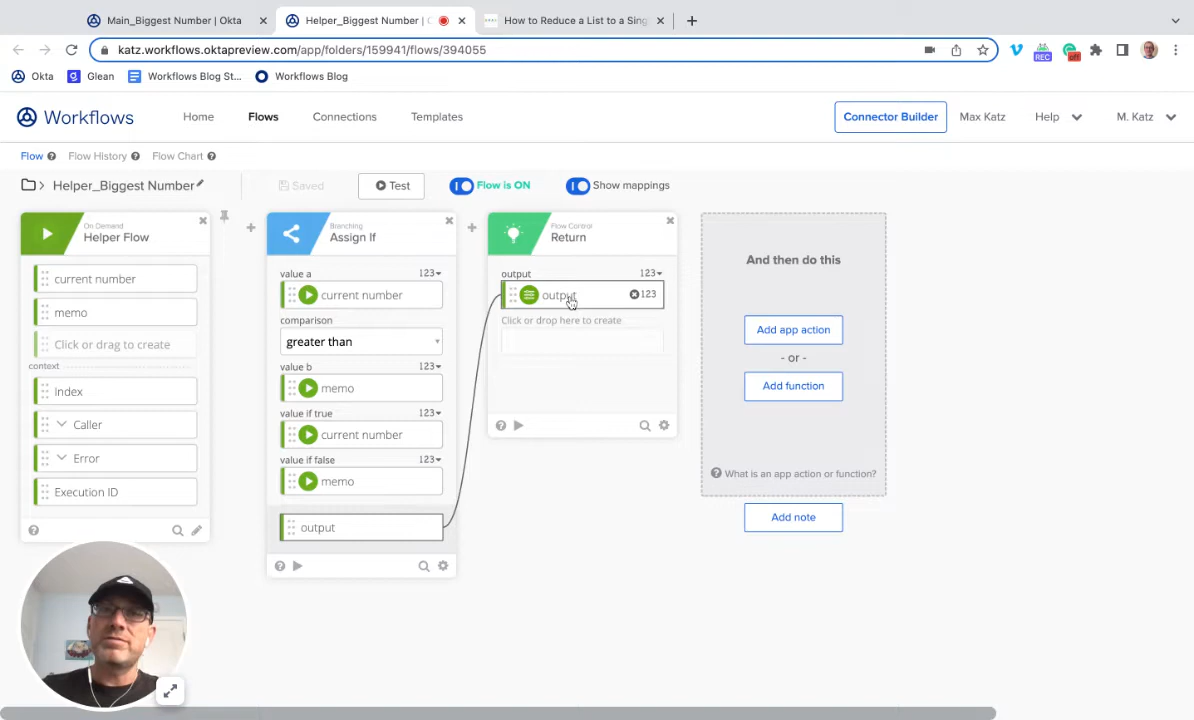 Main_Biggest Number | Okta
Helper_Biggest Number | O
How to Reduce a List to a Sing
katz.workflows.oktapreview.com/app/folders/159941/flows/394055
REC
off
Okta
Glean
Workflows Blog St...
Workflows Blog
Workflows
Home
Flows
Connections
Templates
Connector Builder
Max Katz
Help
M. Katz
Flow
Flow History
Flow Chart
Helper_Biggest Number
Saved
Test
Flow is ON
Show mappings
On Demand
Helper Flow
current number
memo
Click or drag to create
context
Index
Caller
Error
Execution ID
Branching
Assign If
value a 123
current number
comparison
greater than
value b 123
memo
value if true 123
current number
value if false 123
memo
output
Flow Control
Return
output 123
output 123
Click or drop here to create
And then do this
Add app action
- or -
Add function
What is an app action or function?
Add note